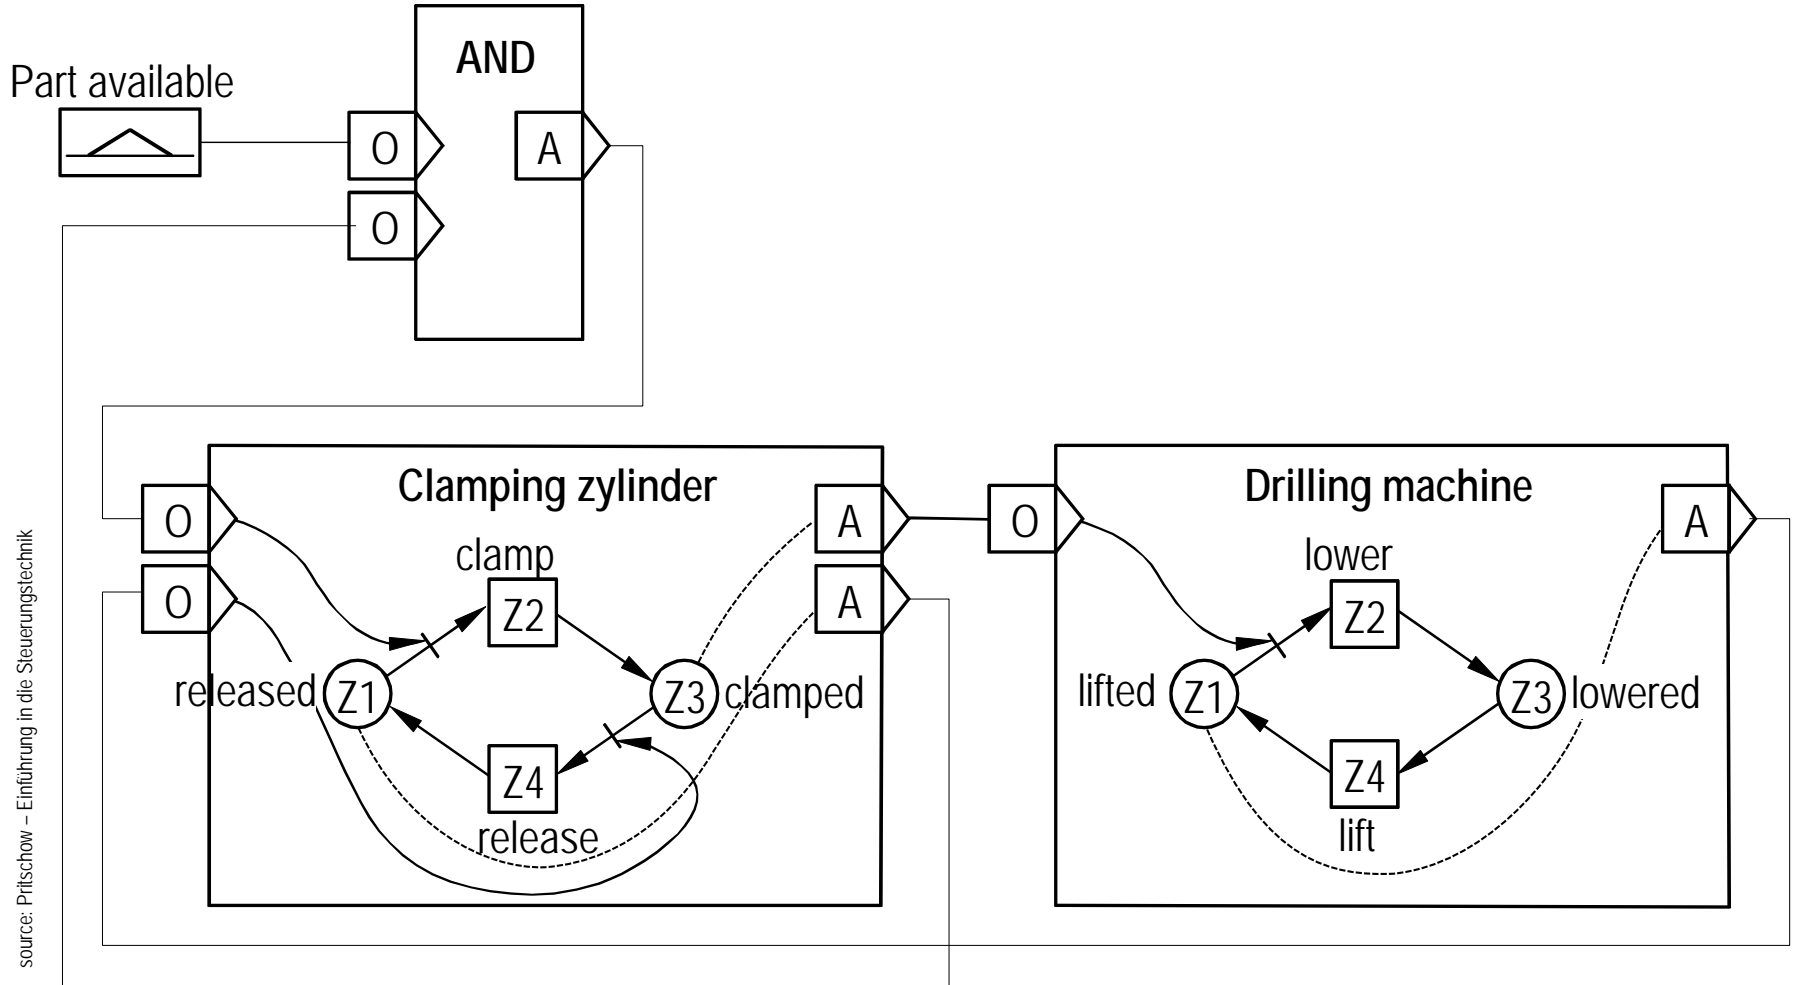 AND
Part available
O
A
O
Clamping zylinder
Drilling machine
O
A
O
A
clamp
lower
O
Z2
A
Z2
released
Z1
Z3
clamped
lifted
Z1
Z3
lowered
Z4
Z4
release
lift
source: Pritschow – Einführung in die Steuerungstechnik